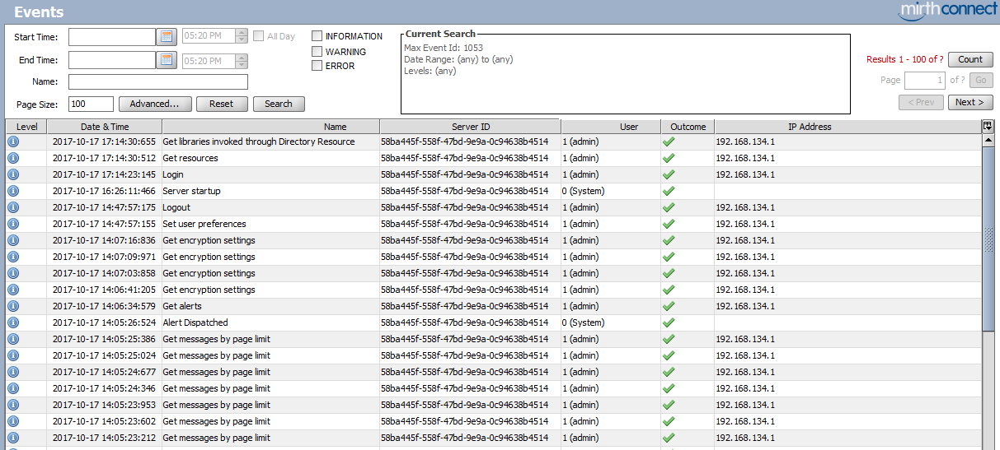 Events
mirthconnect
Start Time: 05:20 PM All Day INFORMATION
WARNING
End Time: 05:20 PM ERROR
Name:
Page Size: 100 Advanced... Reset Search
Current Search
Max Event Id: 1053
Date Range: (any) to (any)
Levels: (any)
Results 1 - 100 of ? Count
Page 1 of ? Go
< Prev Next >
Level Date & Time Name Server ID User Outcome IP Address
2017-10-17 17:14:30:655 Get libraries invoked through Directory Resource 58ba445f-558f-47bd-9e9a-0c94638b4514 1 (admin) 192.168.134.1
2017-10-17 17:14:30:512 Get resources 58ba445f-558f-47bd-9e9a-0c94638b4514 1 (admin) 192.168.134.1
2017-10-17 17:14:23:145 Login 58ba445f-558f-47bd-9e9a-0c94638b4514 1 (admin) 192.168.134.1
2017-10-17 16:26:11:466 Server startup 58ba445f-558f-47bd-9e9a-0c94638b4514 0 (System)
2017-10-17 14:47:57:175 Logout 58ba445f-558f-47bd-9e9a-0c94638b4514 1 (admin) 192.168.134.1
2017-10-17 14:47:57:155 Set user preferences 58ba445f-558f-47bd-9e9a-0c94638b4514 1 (admin) 192.168.134.1
2017-10-17 14:07:16:836 Get encryption settings 58ba445f-558f-47bd-9e9a-0c94638b4514 1 (admin) 192.168.134.1
2017-10-17 14:07:09:971 Get encryption settings 58ba445f-558f-47bd-9e9a-0c94638b4514 1 (admin) 192.168.134.1
2017-10-17 14:07:03:858 Get encryption settings 58ba445f-558f-47bd-9e9a-0c94638b4514 1 (admin) 192.168.134.1
2017-10-17 14:06:41:205 Get encryption settings 58ba445f-558f-47bd-9e9a-0c94638b4514 1 (admin) 192.168.134.1
2017-10-17 14:06:34:579 Get alerts 58ba445f-558f-47bd-9e9a-0c94638b4514 1 (admin) 192.168.134.1
2017-10-17 14:05:26:524 Alert Dispatched 58ba445f-558f-47bd-9e9a-0c94638b4514 0 (System)
2017-10-17 14:05:25:386 Get messages by page limit 58ba445f-558f-47bd-9e9a-0c94638b4514 1 (admin) 192.168.134.1
2017-10-17 14:05:25:024 Get messages by page limit 58ba445f-558f-47bd-9e9a-0c94638b4514 1 (admin) 192.168.134.1
2017-10-17 14:05:24:677 Get messages by page limit 58ba445f-558f-47bd-9e9a-0c94638b4514 1 (admin) 192.168.134.1
2017-10-17 14:05:24:346 Get messages by page limit 58ba445f-558f-47bd-9e9a-0c94638b4514 1 (admin) 192.168.134.1
2017-10-17 14:05:23:953 Get messages by page limit 58ba445f-558f-47bd-9e9a-0c94638b4514 1 (admin) 192.168.134.1
2017-10-17 14:05:23:602 Get messages by page limit 58ba445f-558f-47bd-9e9a-0c94638b4514 1 (admin) 192.168.134.1
2017-10-17 14:05:23:212 Get messages by page limit 58ba445f-558f-47bd-9e9a-0c94638b4514 1 (admin) 192.168.134.1